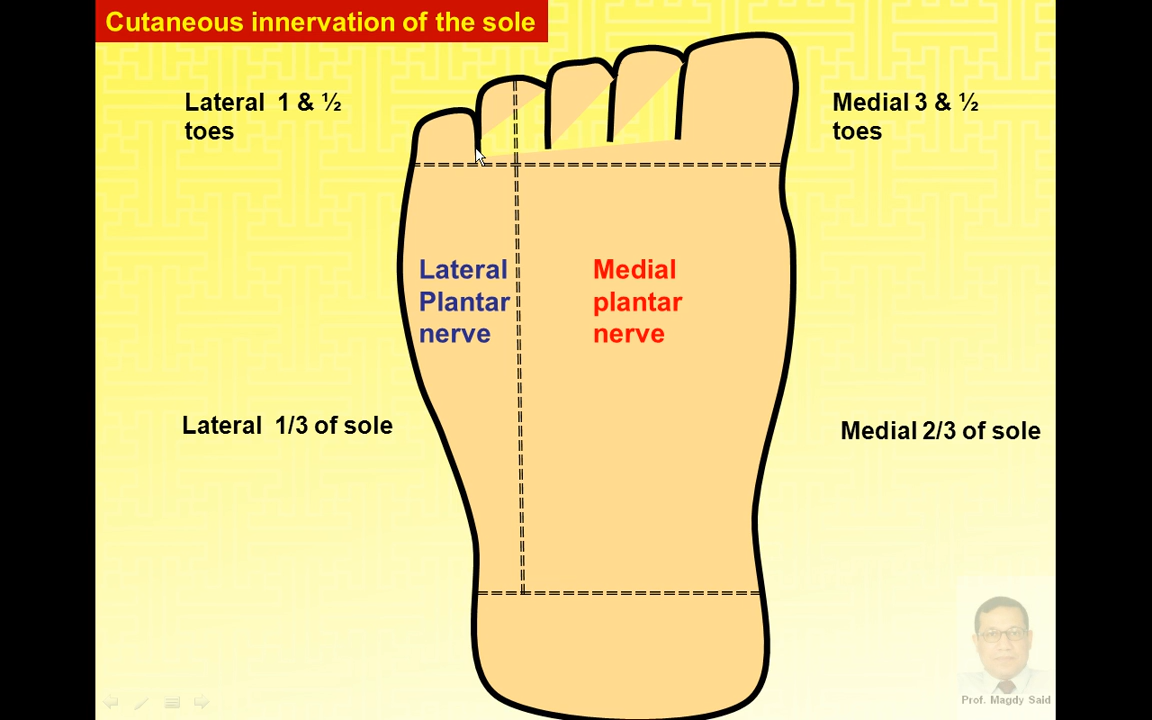 Cutaneous innervation of the sole
Lateral  1 & ½
toes
Medial 3 & ½
toes
Lateral
Plantar
nerve
Medial
plantar
nerve
Lateral  1/3 of sole
Medial 2/3 of sole
Prof. Magdy Said